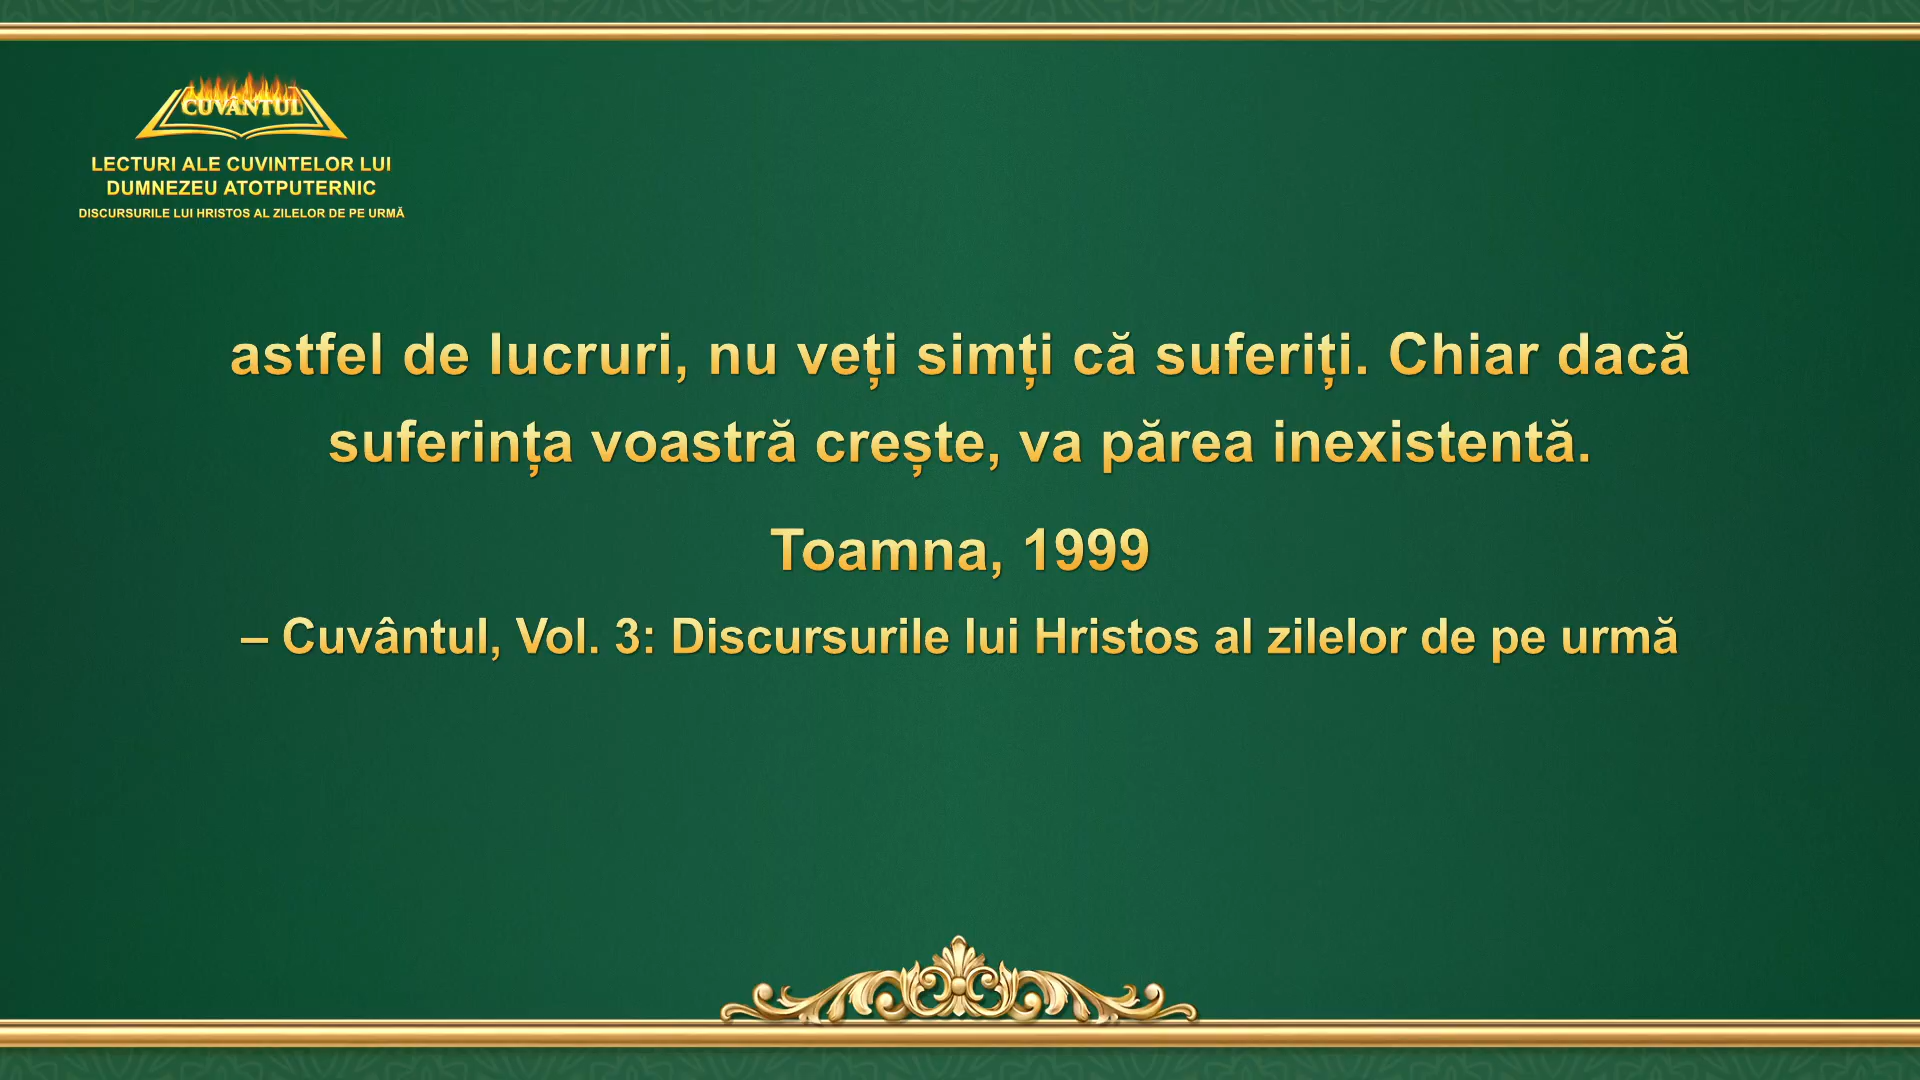 CUVÂNTUL
LECTURI ALE CUVINTELOR LUI
DUMNEZEU ATOTPUTERNIC
DISCURSURILE LUI HRISTOS AL ZILELOR DE PE URMĂ
astfel de lucruri, nu veți simți că suferiți. Chiar dacă
suferința voastră crește, va părea inexistentă.
Toamna, 1999
– Cuvântul, Vol. 3: Discursurile lui Hristos al zilelor de pe urmă